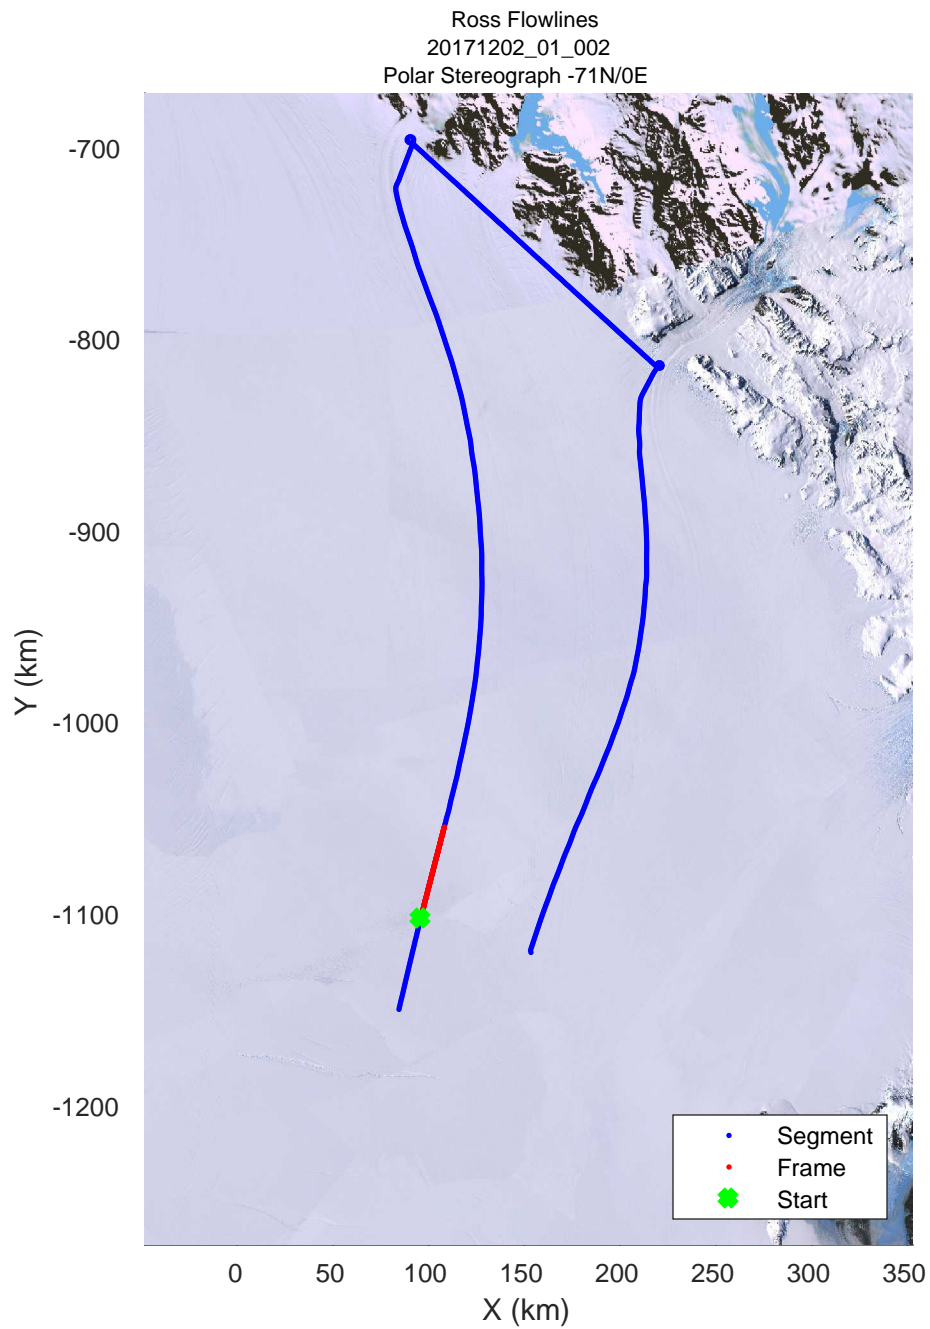 Ross Flowlines
20171202_01_002
Polar Stereograph -71N/0E
-700
-800
-900
-1000
-1100
-1200
Y (km)
Segment
Frame
Start
0 50 100 150 200 250 300 350
X (km)